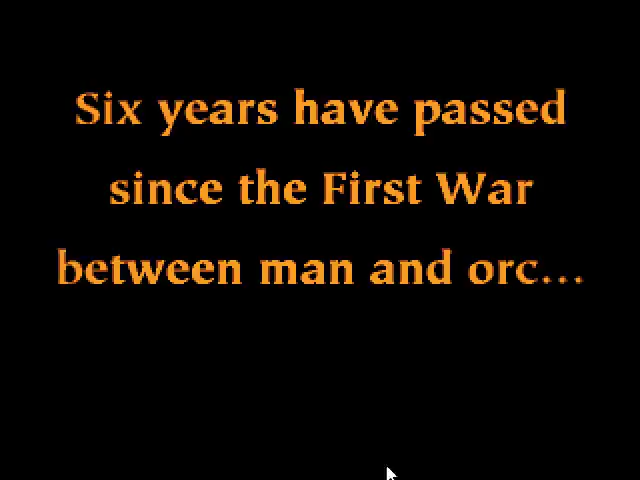 Six years have passed
since the First War
between man and orc...